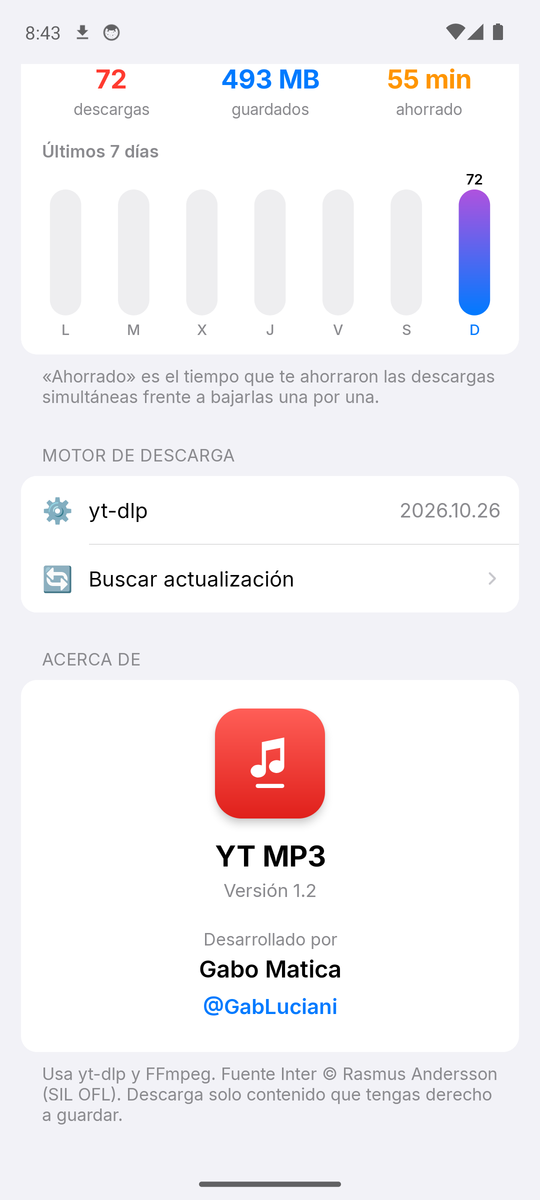 8:43
72
493 MB
55 min
descargas
guardados
ahorrado
Últimos 7 días
72
L
M
X
J
V
S
D
«Ahorrado» es el tiempo que te ahorraron las descargas
simultáneas frente a bajarlas una por una.
MOTOR DE DESCARGA
yt-dlp
2026.10.26
Buscar actualización
ACERCA DE
YT MP3
Versión 1.2
Desarrollado por
Gabo Matica
@GabLuciani
Usa yt-dlp y FFmpeg. Fuente Inter © Rasmus Andersson
(SIL OFL). Descarga solo contenido que tengas derecho
a guardar.